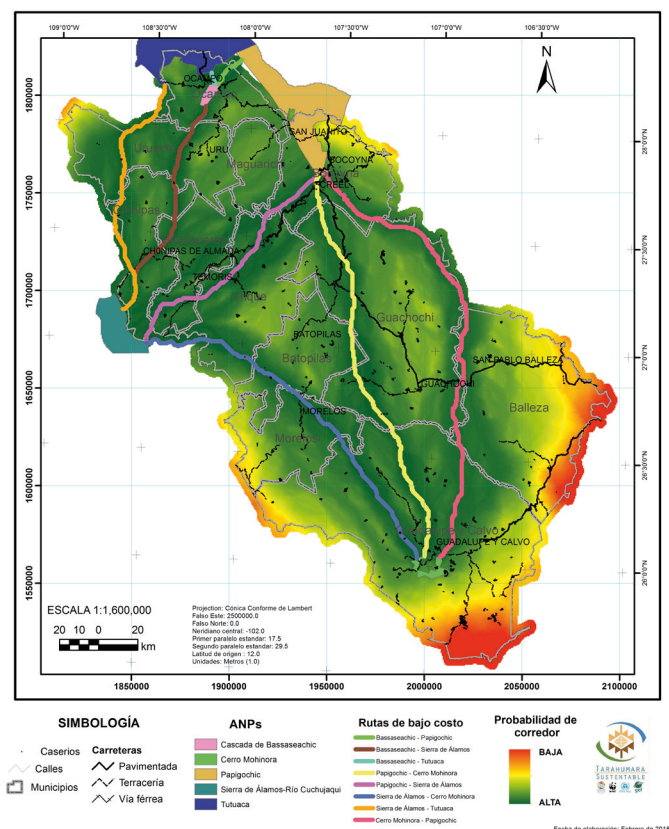 109°0'0"W 108°30'0"W 108°0'0"W 107°30'0"W 107°0'0"W 106°30'0"W
N
1800000
1750000
1700000
1650000
1600000
1550000
28°0'0"N
27°30'0"N
27°0'0"N
26°30'0"N
26°0'0"N
OCAMPO
SAN JUANITO
URU
Maguarichi
BOCOYNA
CREEL
CHINIPAS DE ALMADA
TEMORIS
Guachochi
BATOPILAS
Batopilas
SAN PABLO BALLEZA
GUACHOCHI
Balleza
MORELOS
Morelos
GUADALUPE Y CALVO
ESCALA 1:1,600,000
20 10 0 20
km
Projection: Cónica Conforme de Lambert
Falso Este: 2500000.0
Falso Norte: 0.0
Neridiano central: -102.0
Primer paralelo estandar: 17.5
Segundo paralelo estandar: 29.5
Latitud de origen : 12.0
Unidades: Metros (1.0)
1850000 1900000 1950000 2000000 2050000 2100000
SIMBOLOGÍA
Caserios
Calles
Municipios
Carreteras
Pavimentada
Terracería
Vía férrea
ANPs
Cascada de Bassaseachic
Cerro Mohinora
Papigochic
Sierra de Álamos-Río Cuchujaqui
Tutuaca
Rutas de bajo costo
Bassaseachic - Papigochic
Bassaseachic - Sierra de Álamos
Bassaseachic - Tutuaca
Papigochic - Cerro Mohinora
Papigochic - Sierra de Álamos
Sierra de Álamos - Cerro Mohinora
Sierra de Álamos - Tutuaca
Cerro Mohinora - Papigochic
Probabilidad de
corredor
BAJA
ALTA
TARAHUMARA
SUSTENTABLE
WWF